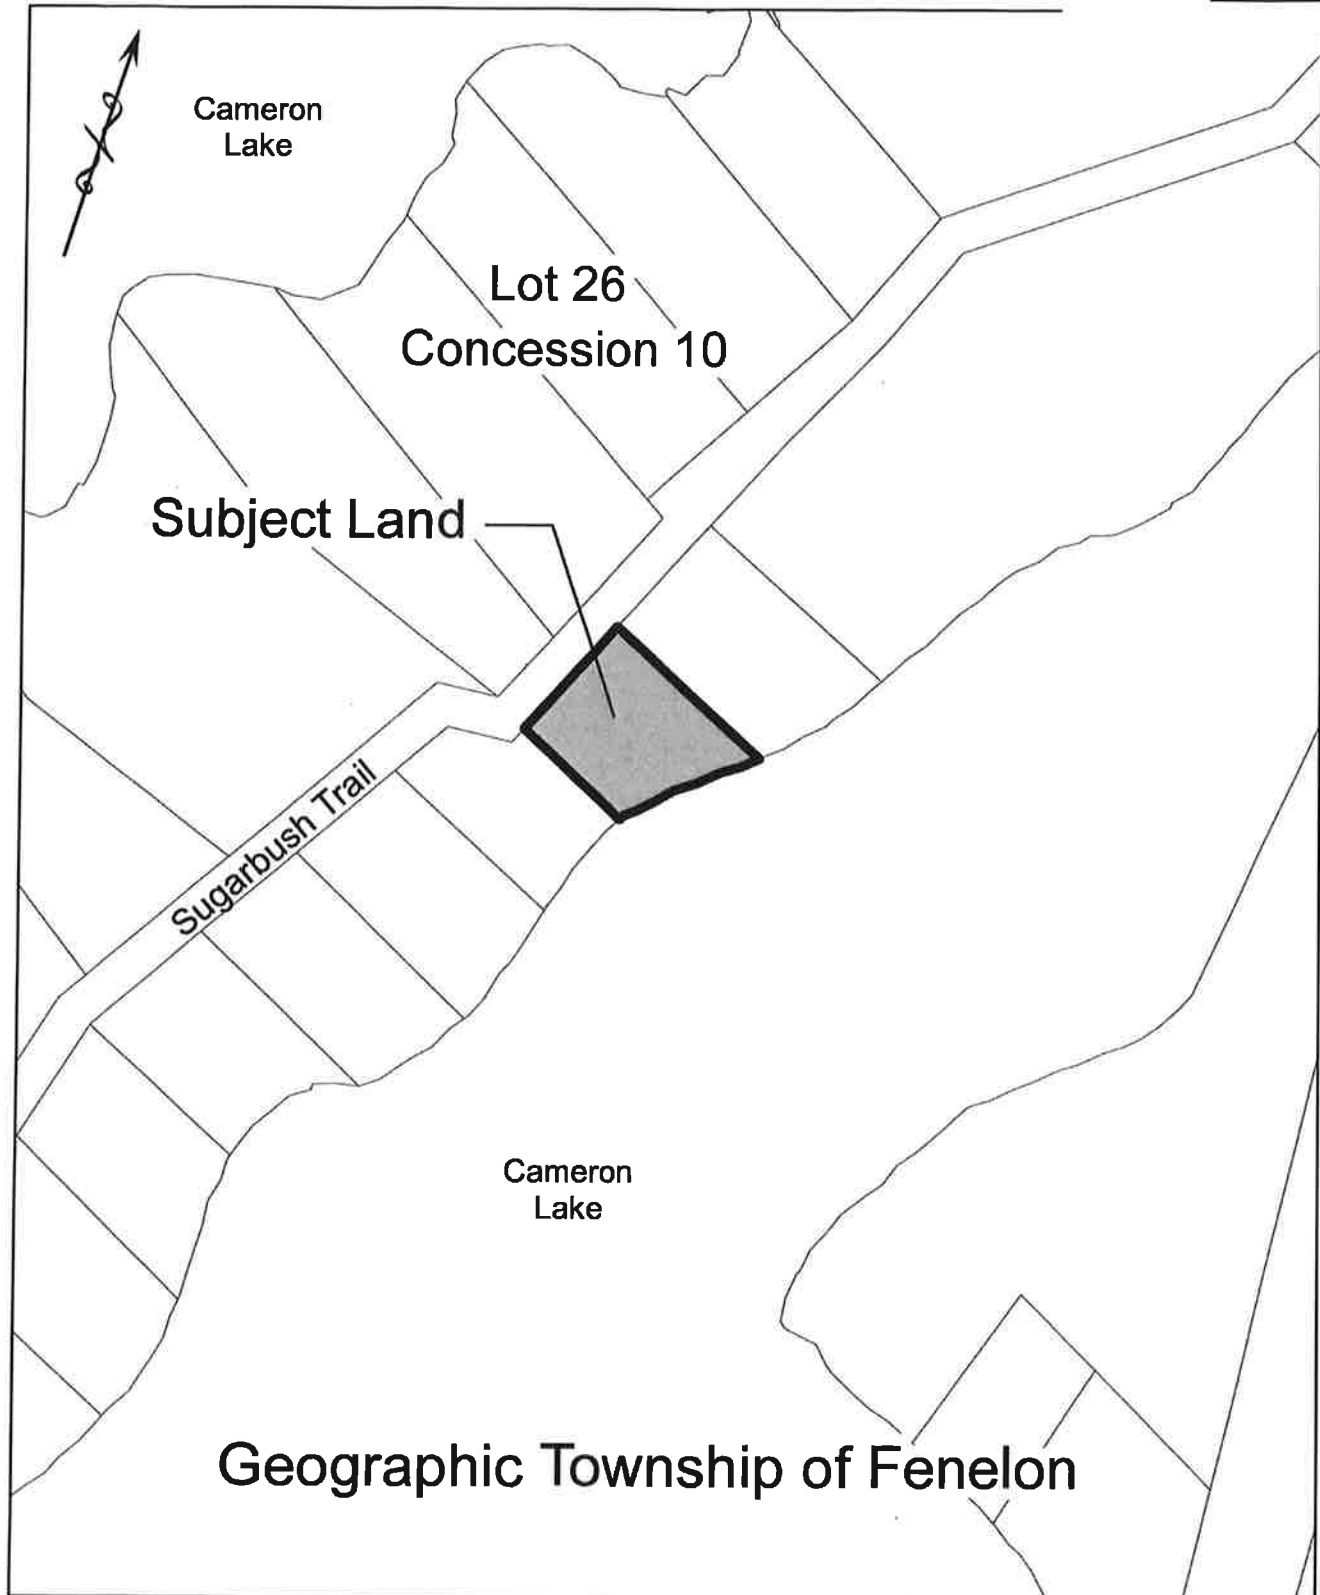 Cameron
Lake
Lot 26
Concession 10
Subject Land
Sugarbush Trail
Cameron
Lake
Geographic Township of Fenelon